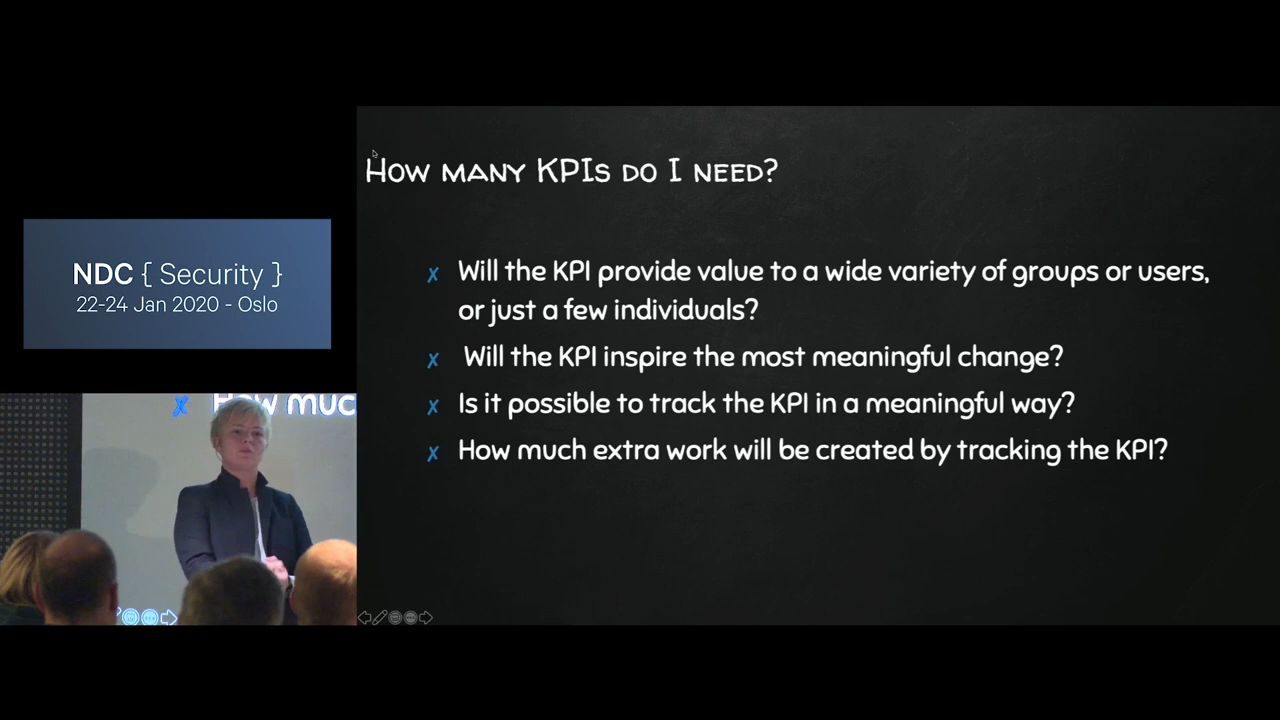 How many KPIs do I need?
NDC { Security }
22-24 Jan 2020 - Oslo
x Will the KPI provide value to a wide variety of groups or users,
or just a few individuals?
x Will the KPI inspire the most meaningful change?
x Is it possible to track the KPI in a meaningful way?
x How much extra work will be created by tracking the KPI?
x How muc